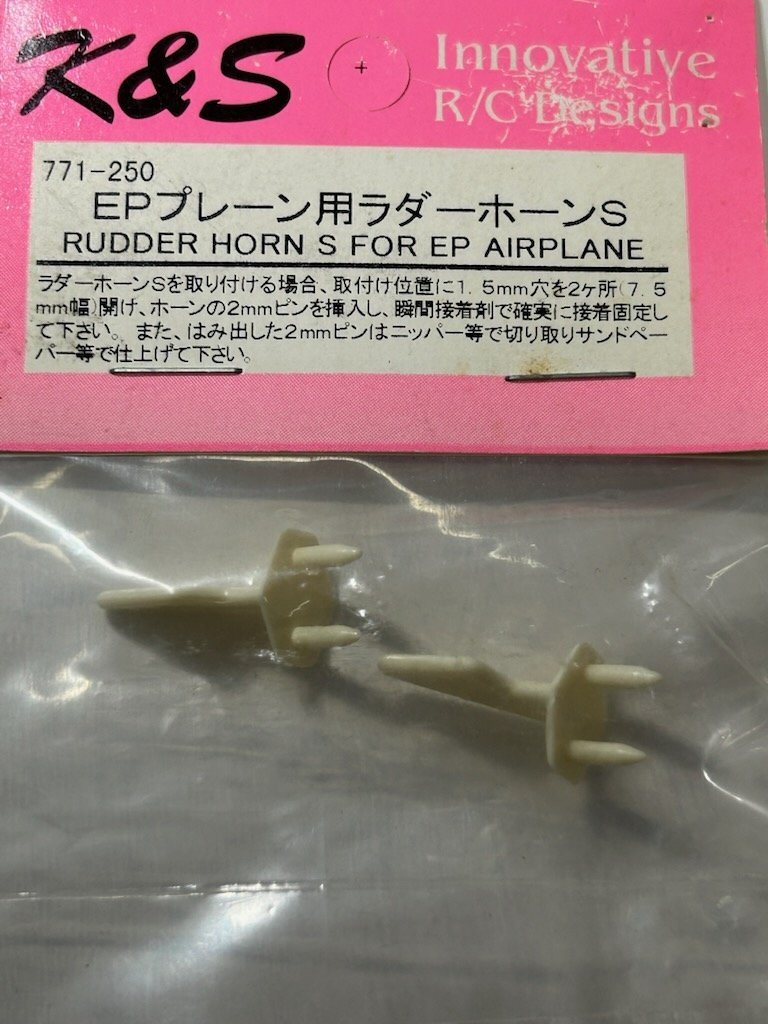 K&S
Innovative
R/C Designs
771-250
EPプレーン用ラダーホーンS
RUDDER HORN S FOR EP AIRPLANE
ラダーホーンSを取り付ける場合、取付け位置に1.5mm穴を2ヶ所(7.5
mm幅)開け、ホーンの2mmピンを挿入し、瞬間接着剤で確実に接着固定し
て下さい。また、はみ出した2mmピンはニッパー等で切り取りサンドペー
パー等で仕上げて下さい。